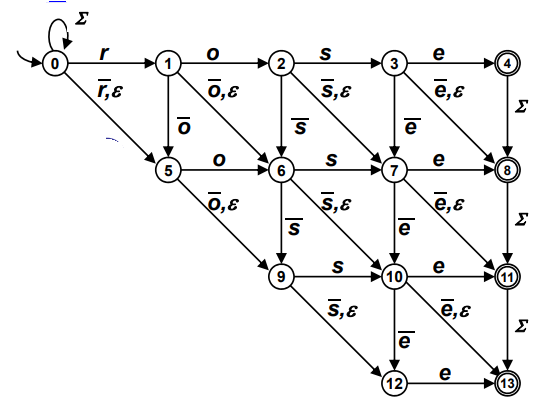 Σ
0 r 1 o 2 s 3 e 4
r̅,ε o̅,ε s̅,ε e̅,ε Σ
o̅ s̅ e̅
5 o 6 s 7 e 8
o̅,ε s̅,ε e̅,ε Σ
s̅ e̅
9 s 10 e 11
s̅,ε e̅,ε Σ
e̅
12 e 13